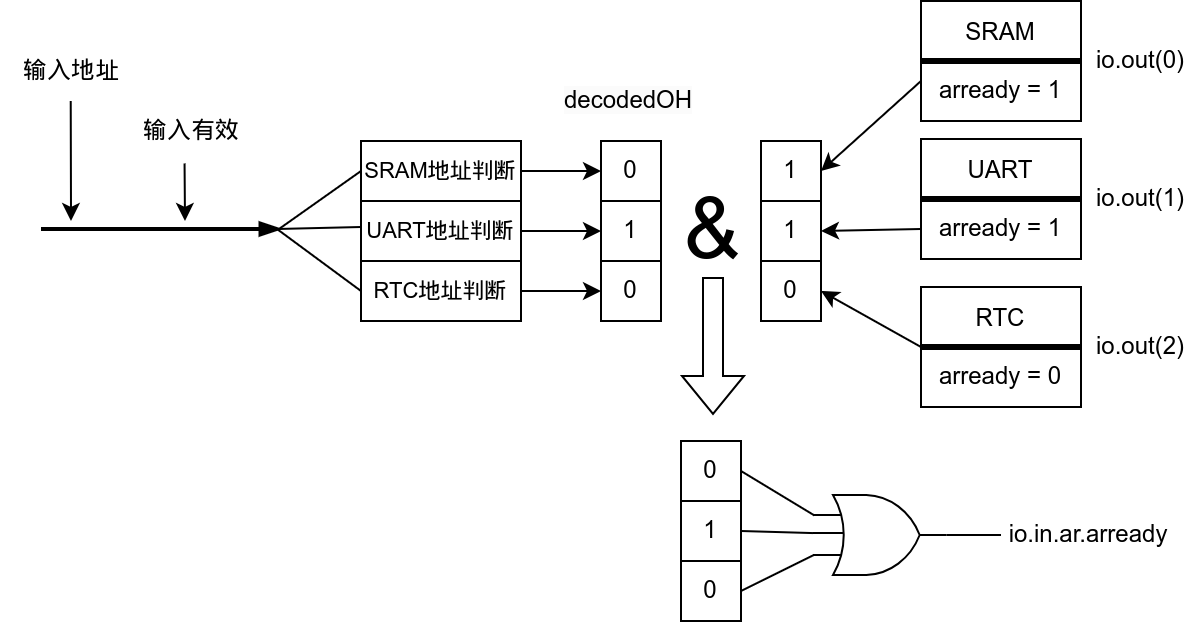 输入地址
输入有效
SRAM地址判断
UART地址判断
RTC地址判断
decodedOH
0
1
0
&
1
1
0
SRAM
arready = 1
io.out(0)
UART
arready = 1
io.out(1)
RTC
arready = 0
io.out(2)
0
1
0
io.in.ar.arready